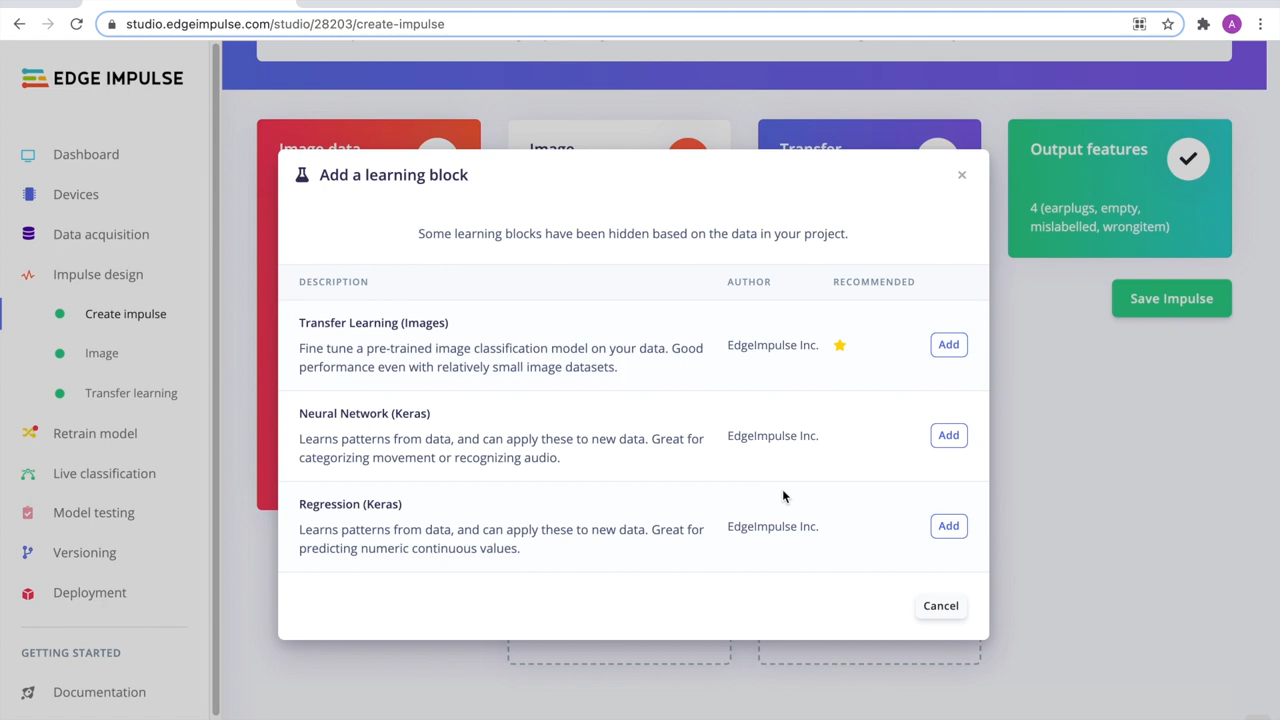 studio.edgeimpulse.com/studio/28203/create-impulse
A
EDGE IMPULSE
Dashboard
Devices
Data acquisition
Impulse design
Create impulse
Image
Transfer learning
Retrain model
Live classification
Model testing
Versioning
Deployment
GETTING STARTED
Documentation
Image data
Image
Transfer
Output features
4 (earplugs, empty,
mislabelled, wrongitem)
Save Impulse
Add a learning block
×
Some learning blocks have been hidden based on the data in your project.
DESCRIPTION AUTHOR RECOMMENDED
Transfer Learning (Images)
Fine tune a pre-trained image classification model on your data. Good
performance even with relatively small image datasets.
EdgeImpulse Inc.
Add
Neural Network (Keras)
Learns patterns from data, and can apply these to new data. Great for
categorizing movement or recognizing audio.
EdgeImpulse Inc.
Add
Regression (Keras)
Learns patterns from data, and can apply these to new data. Great for
predicting numeric continuous values.
EdgeImpulse Inc.
Add
Cancel